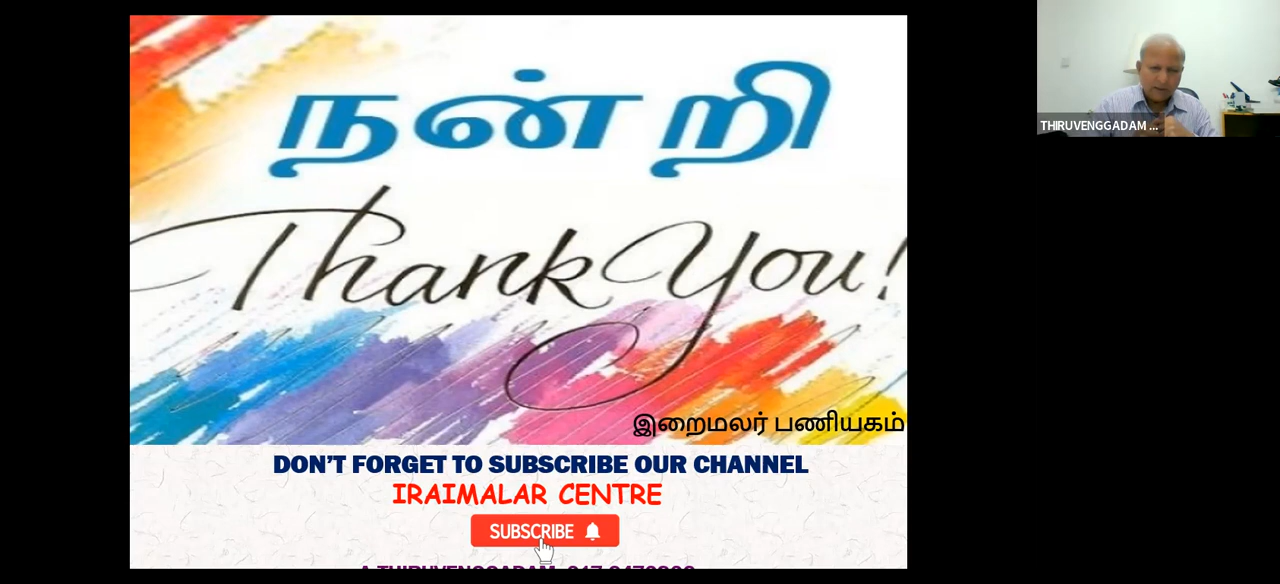 நன்றி
Thank You!
இறைமலர் பணியகம்
DON'T FORGET TO SUBSCRIBE OUR CHANNEL
IRAIMALAR CENTRE
SUBSCRIBE
THIRUVENGGADAM ...